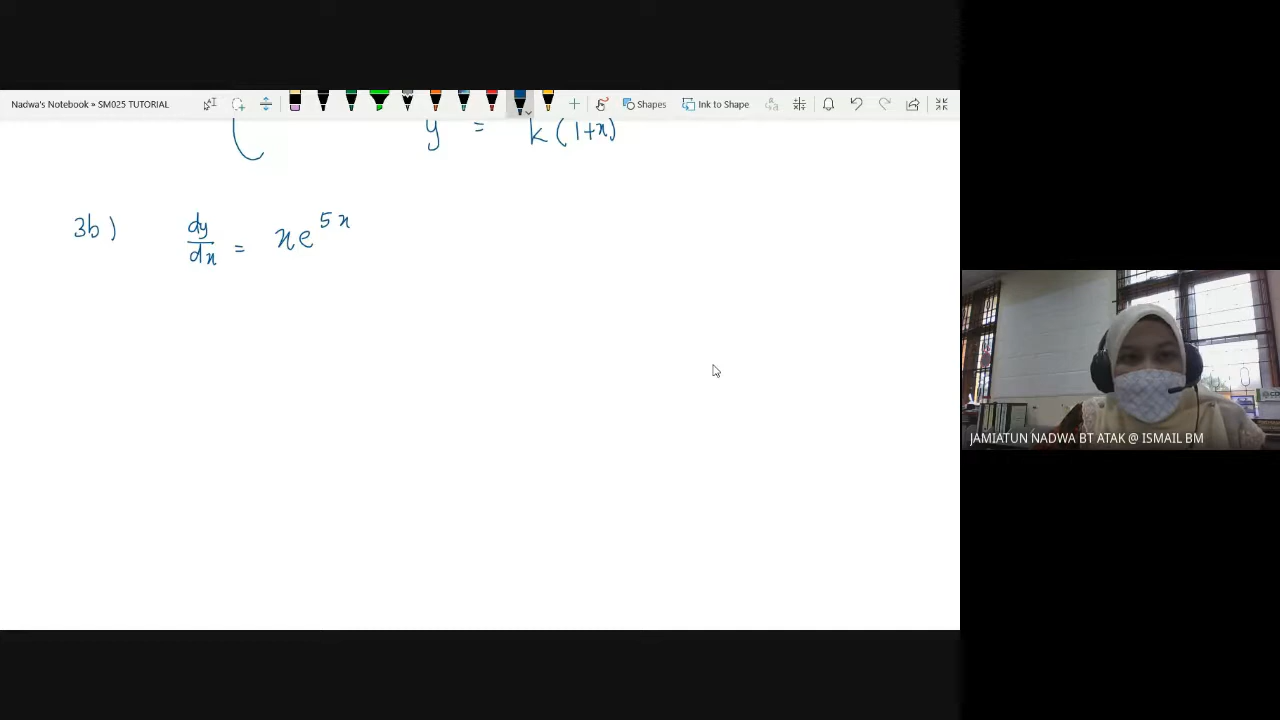 Nadwa's Notebook » SM025 TUTORIAL
Shapes
Ink to Shape
y = k(1+x)
3b) dy/dx = xe^5x
JAMIATUN NADWA BT ATAK @ ISMAIL BM